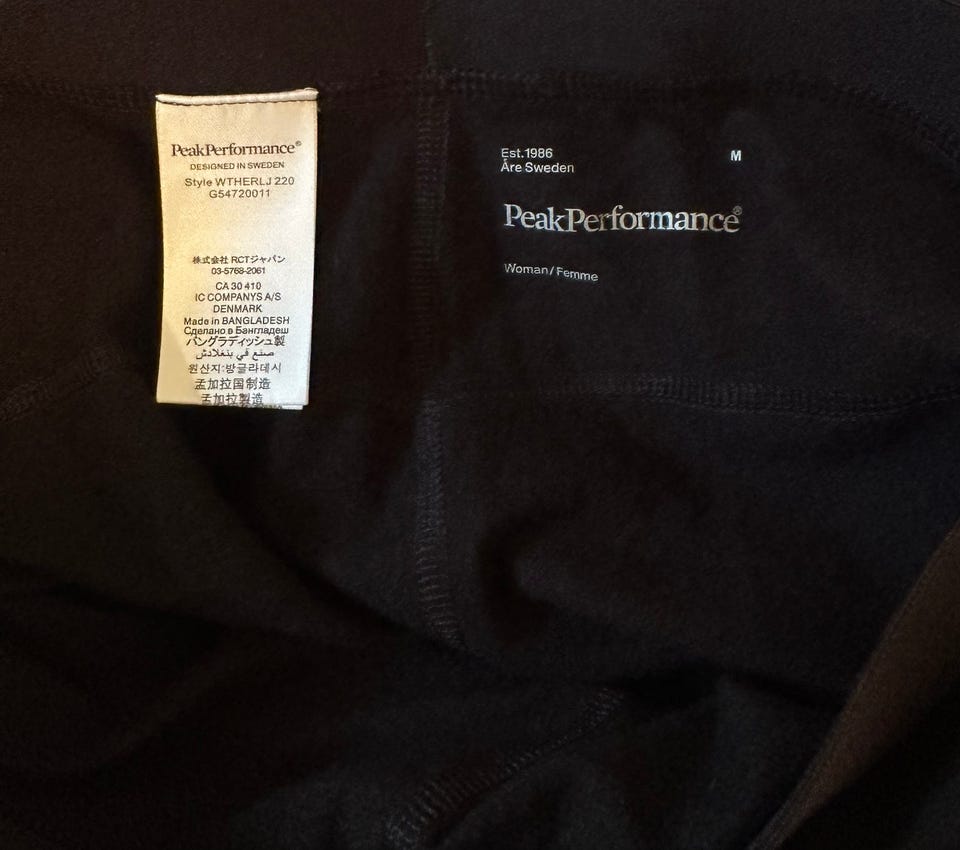 PeakPerformance®
DESIGNED IN SWEDEN
Style WTHERLJ 220
G54720011
株式会社 RCTジャパン
03-5768-2061
CA 30 410
IC COMPANYS A/S
DENMARK
Made in BANGLADESH
Сделано в Бангладеш
バングラディッシュ製
صنع في بنغلادش
원산지:방글라데시
孟加拉国制造
孟加拉製造
Est.1986
Åre Sweden
M
PeakPerformance®
Woman/Femme